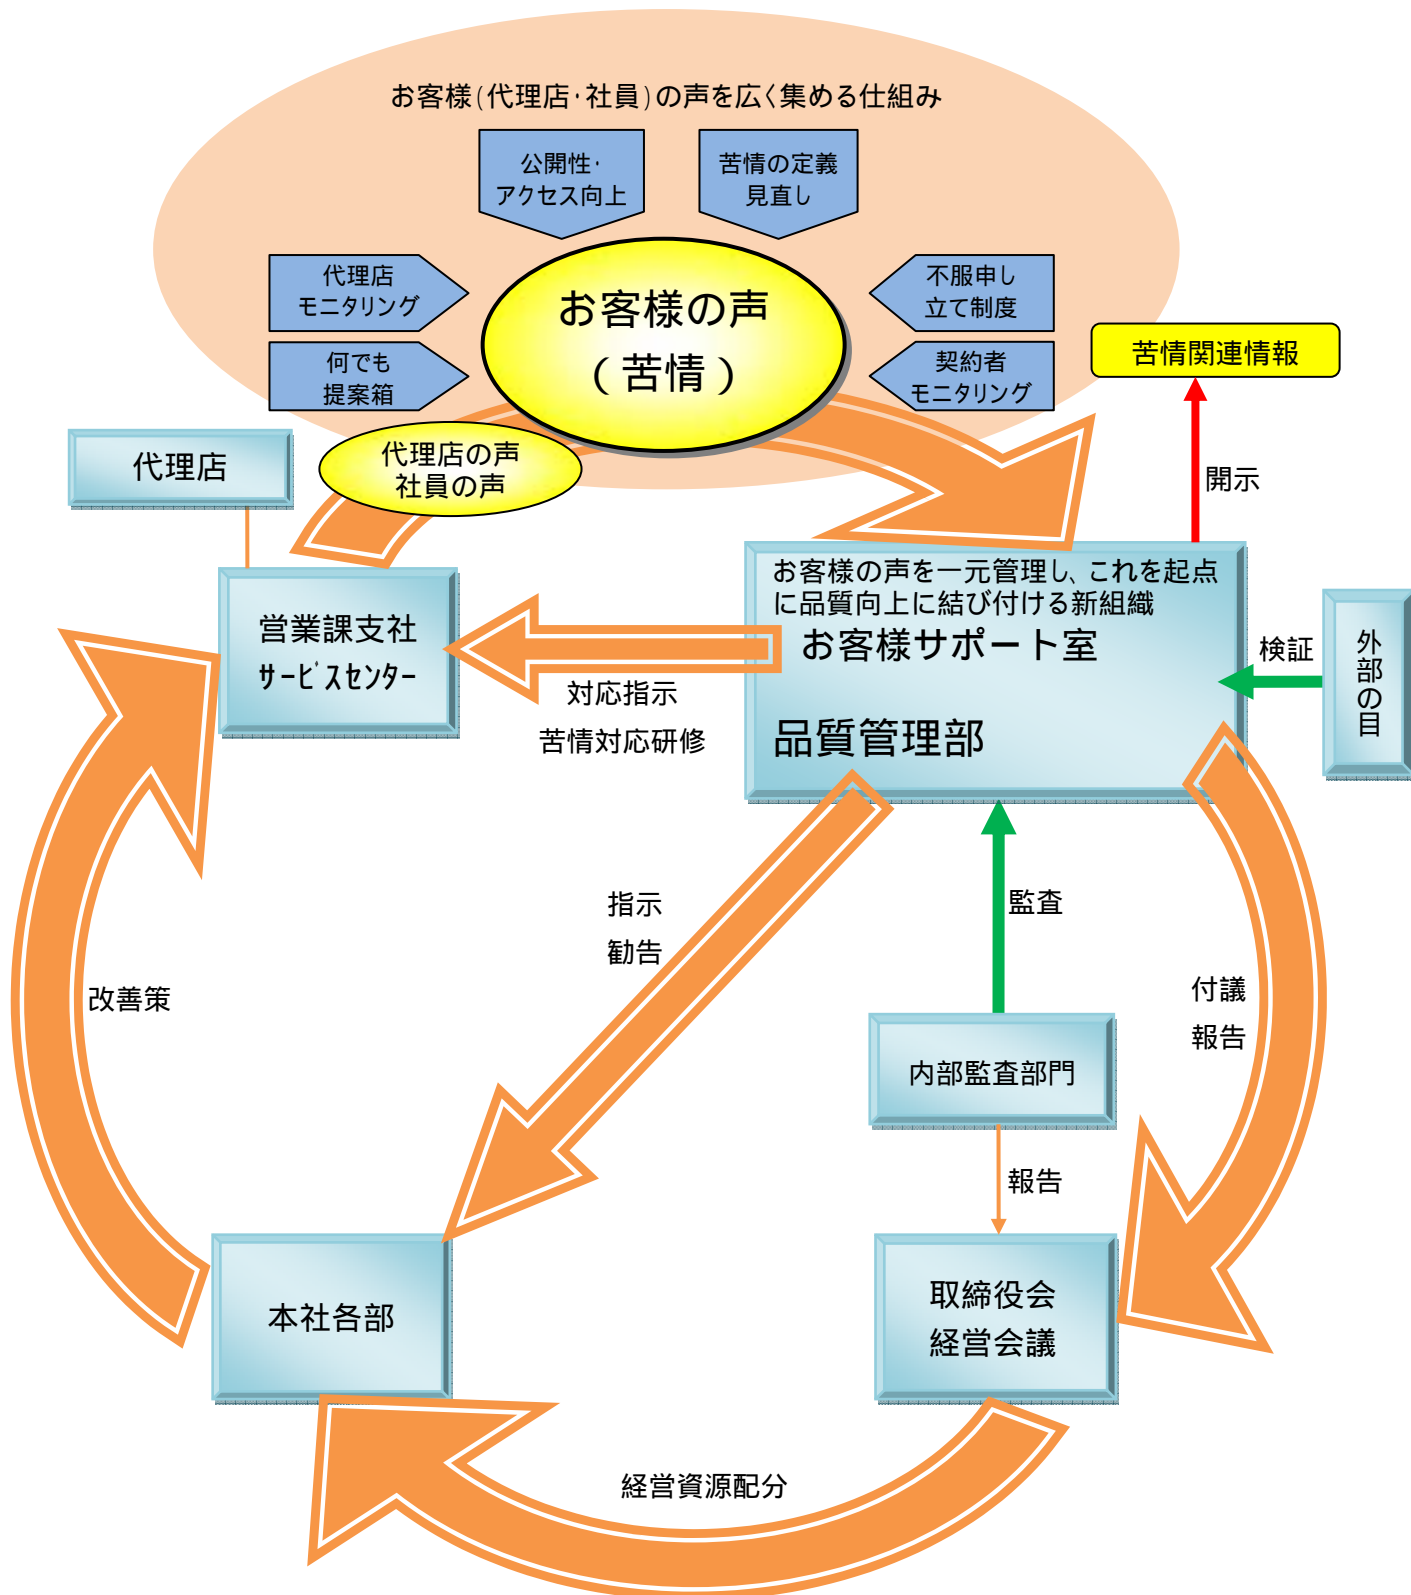 お客様(代理店・社員)の声を広く集める仕組み
公開性・
アクセス向上
苦情の定義
見直し
代理店
モニタリング
何でも
提案箱
お客様の声
(苦情)
不服申し
立て制度
契約者
モニタリング
苦情関連情報
代理店の声
社員の声
代理店
開示
営業課支社
サービスセンター
対応指示
苦情対応研修
お客様の声を一元管理し、これを起点
に品質向上に結び付ける新組織
お客様サポート室
品質管理部
検証
外部の目
指示
勧告
監査
改善策
付議
報告
内部監査部門
報告
本社各部
取締役会
経営会議
経営資源配分